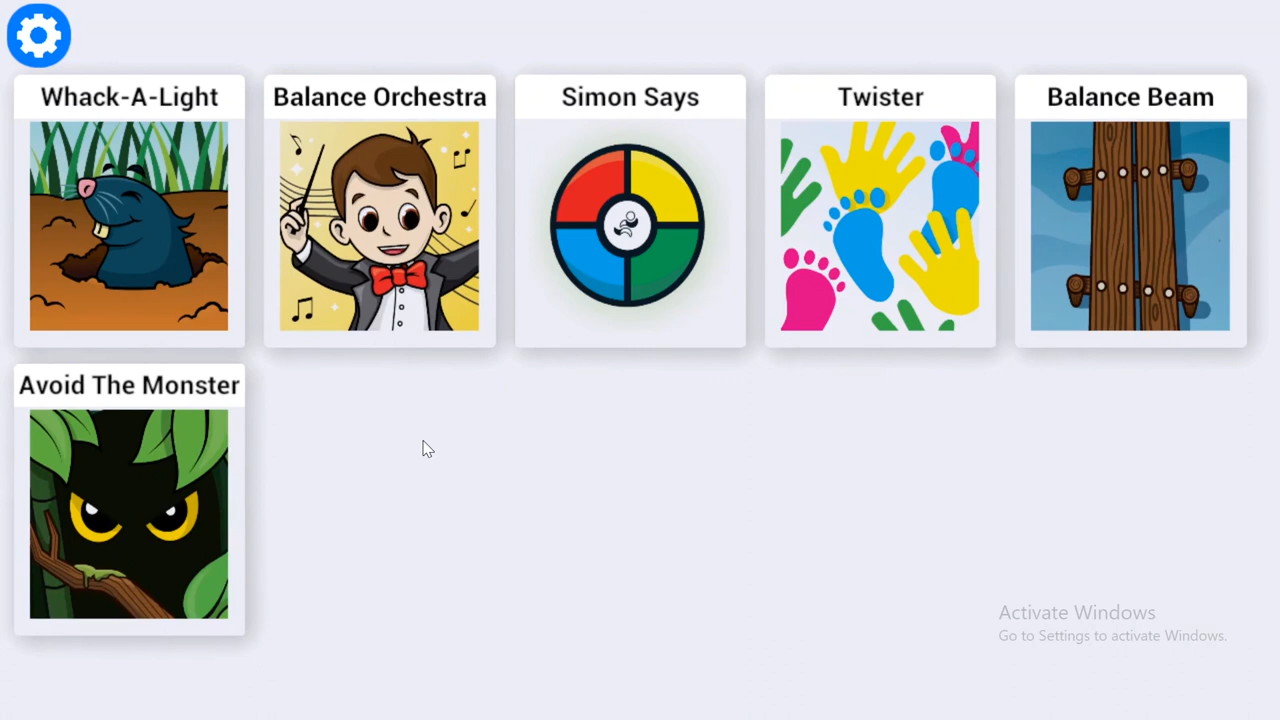 Whack-A-Light
Balance Orchestra
Simon Says
Twister
Balance Beam
Avoid The Monster
Activate Windows
Go to Settings to activate Windows.